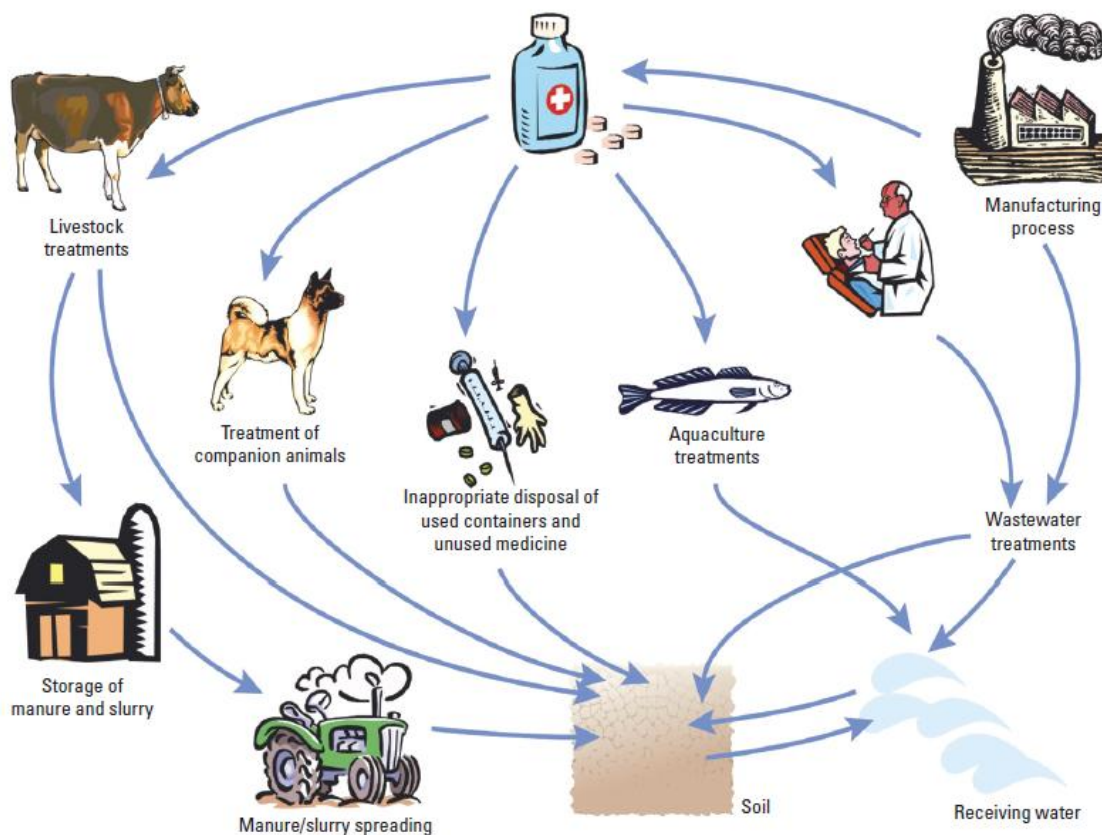 Livestock
treatments
Manufacturing
process
Treatment of
companion animals
Inappropriate disposal of
used containers and
unused medicine
Aquaculture
treatments
Wastewater
treatments
Storage of
manure and slurry
Manure/slurry spreading
Soil
Receiving water